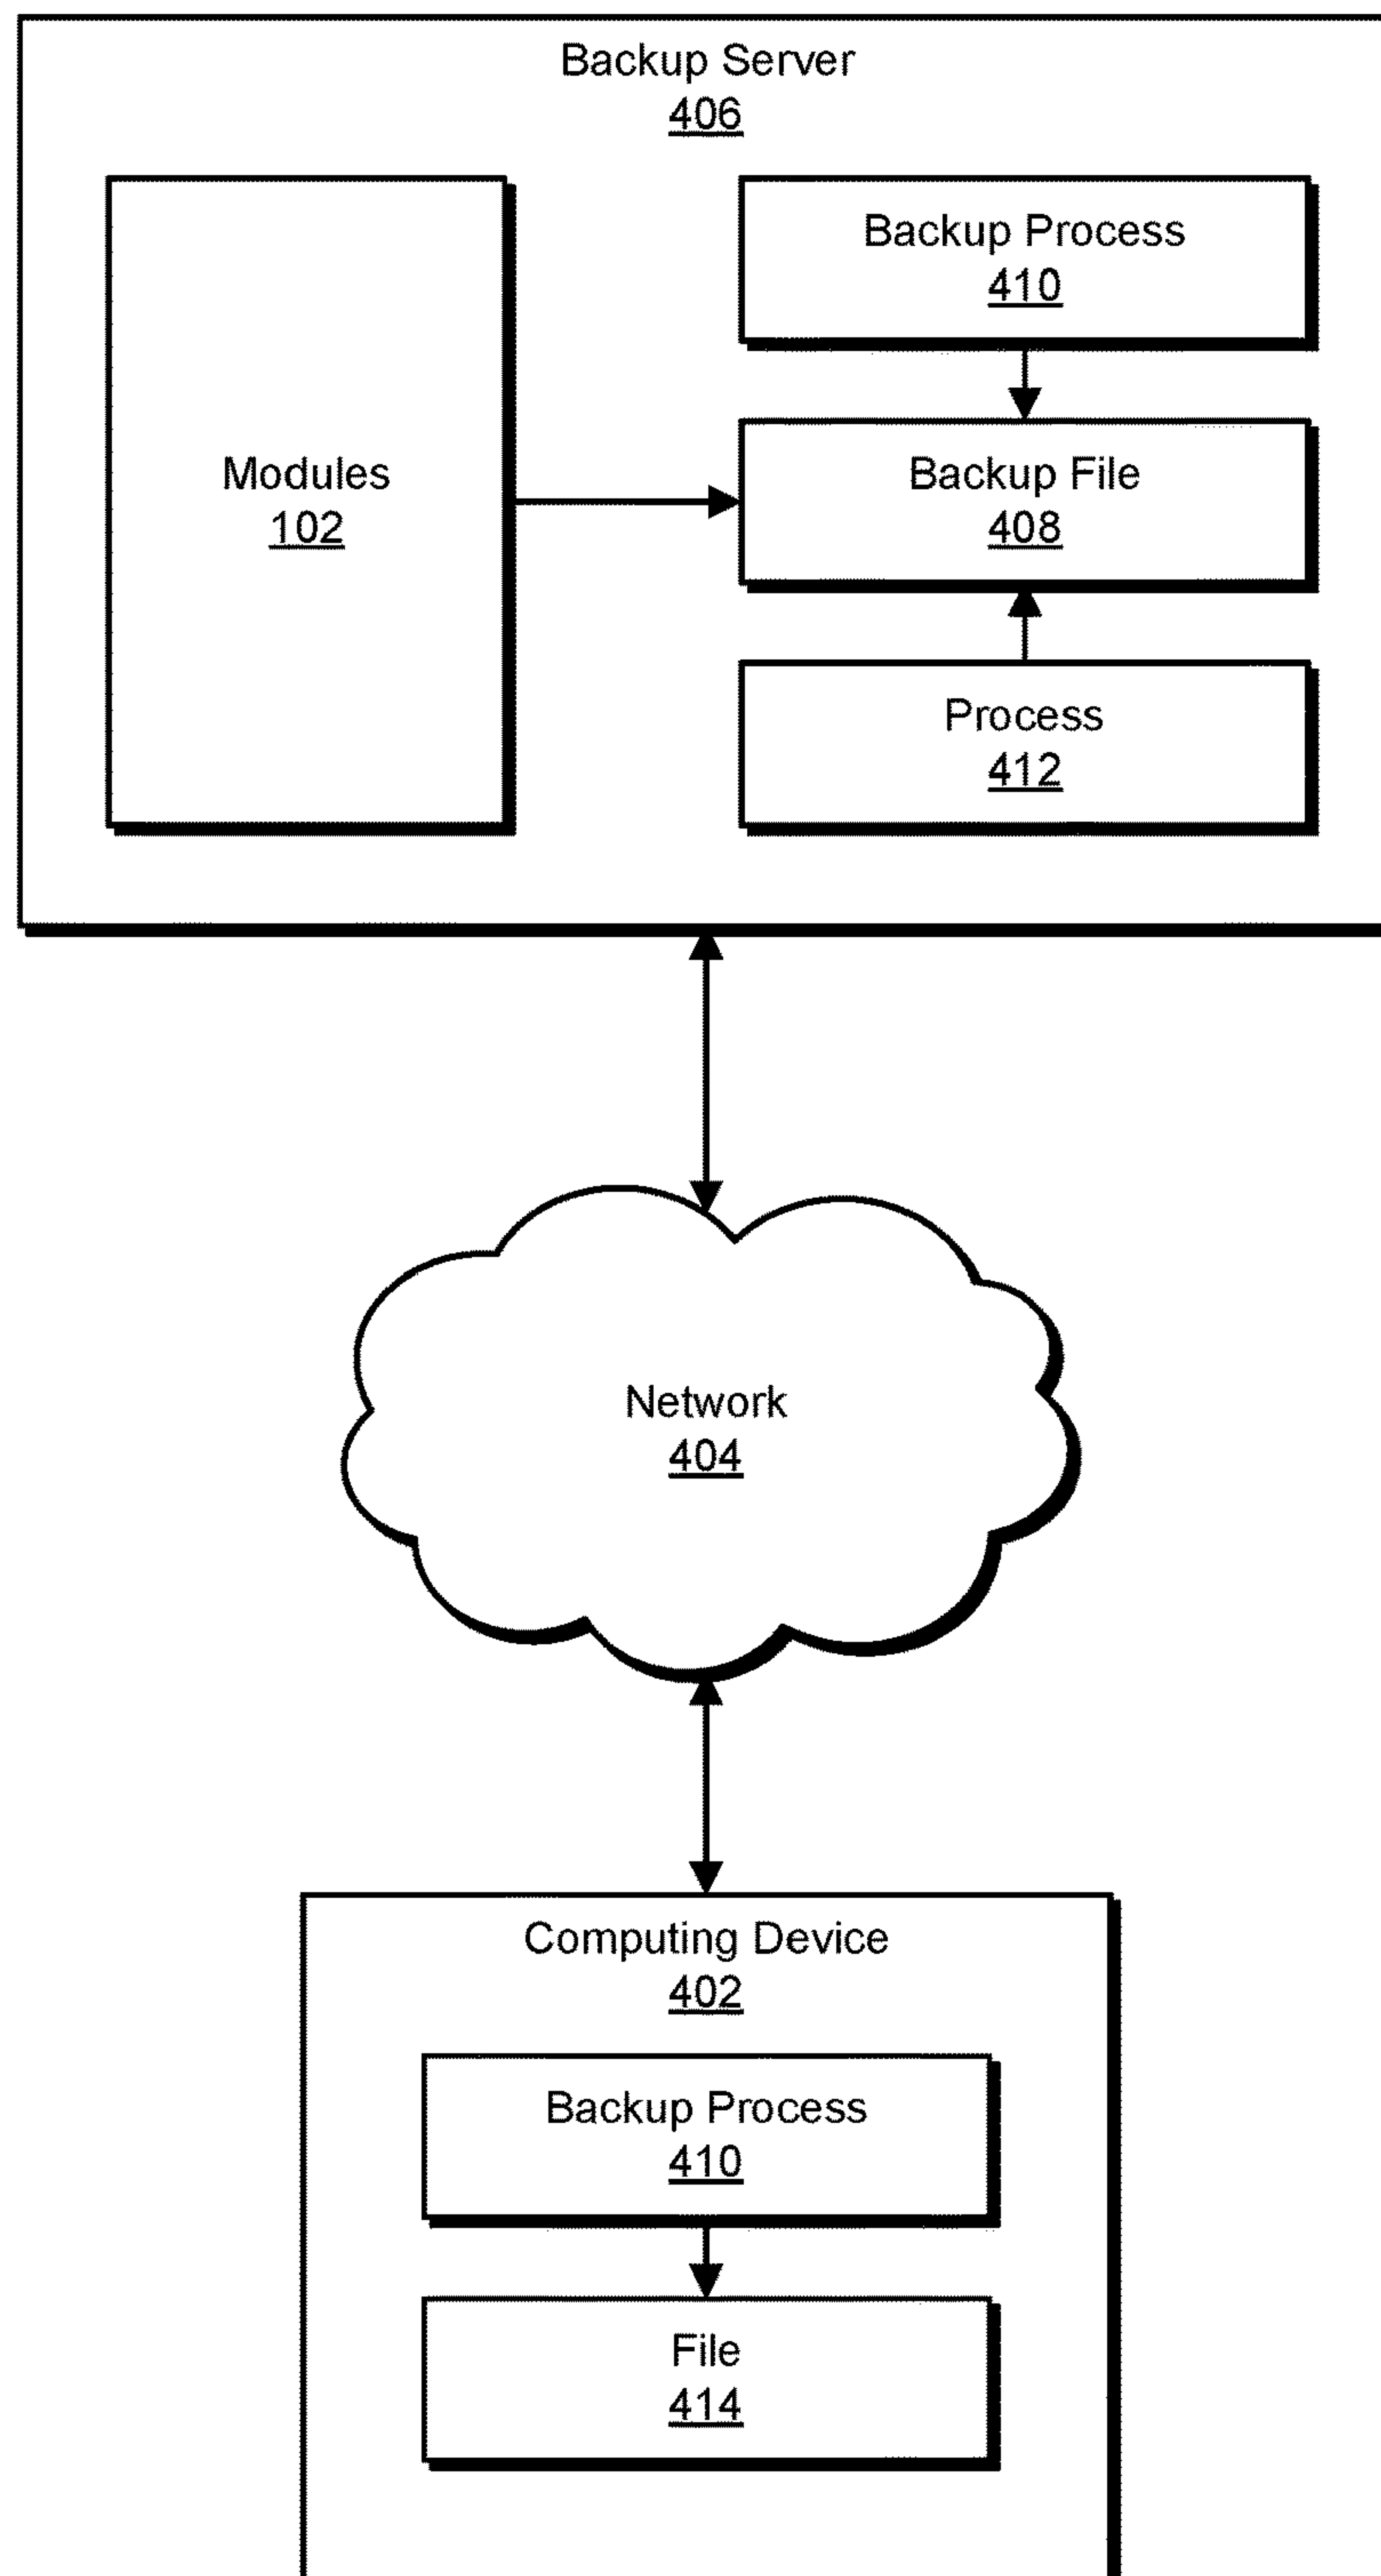 Backup Server
406
Backup Process
410
Modules
102
Backup File
408
Process
412
Network
404
Computing Device
402
Backup Process
410
File
414